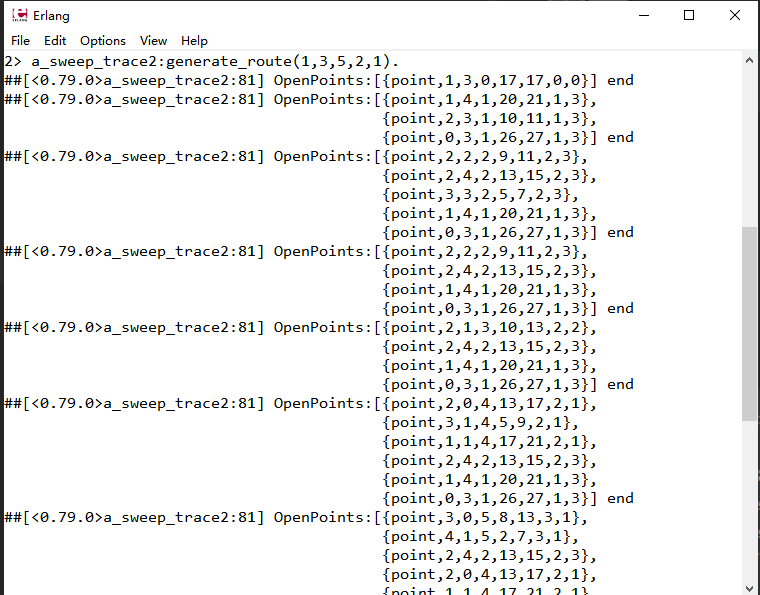 Erlang
File Edit Options View Help
2> a_sweep_trace2:generate_route(1,3,5,2,1).
##[<0.79.0>a_sweep_trace2:81] OpenPoints:[{point,1,3,0,17,17,0,0}] end
##[<0.79.0>a_sweep_trace2:81] OpenPoints:[{point,1,4,1,20,21,1,3},
{point,2,3,1,10,11,1,3},
{point,0,3,1,26,27,1,3}] end
##[<0.79.0>a_sweep_trace2:81] OpenPoints:[{point,2,2,2,9,11,2,3},
{point,2,4,2,13,15,2,3},
{point,3,3,2,5,7,2,3},
{point,1,4,1,20,21,1,3},
{point,0,3,1,26,27,1,3}] end
##[<0.79.0>a_sweep_trace2:81] OpenPoints:[{point,2,2,2,9,11,2,3},
{point,2,4,2,13,15,2,3},
{point,1,4,1,20,21,1,3},
{point,0,3,1,26,27,1,3}] end
##[<0.79.0>a_sweep_trace2:81] OpenPoints:[{point,2,1,3,10,13,2,2},
{point,2,4,2,13,15,2,3},
{point,1,4,1,20,21,1,3},
{point,0,3,1,26,27,1,3}] end
##[<0.79.0>a_sweep_trace2:81] OpenPoints:[{point,2,0,4,13,17,2,1},
{point,3,1,4,5,9,2,1},
{point,1,1,4,17,21,2,1},
{point,2,4,2,13,15,2,3},
{point,1,4,1,20,21,1,3},
{point,0,3,1,26,27,1,3}] end
##[<0.79.0>a_sweep_trace2:81] OpenPoints:[{point,3,0,5,8,13,3,1},
{point,4,1,5,2,7,3,1},
{point,2,4,2,13,15,2,3},
{point,2,0,4,13,17,2,1},
{point,1,1,4,17,21,2,1},